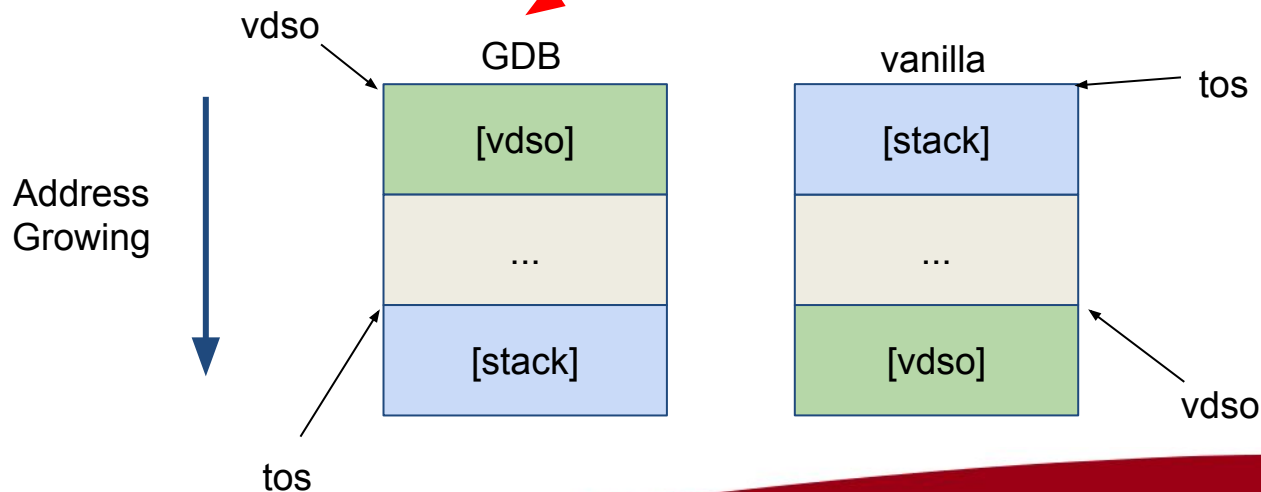 vdso
GDB
vanilla
tos
[vdso]
[stack]
Address
Growing
...
...
[stack]
[vdso]
vdso
tos